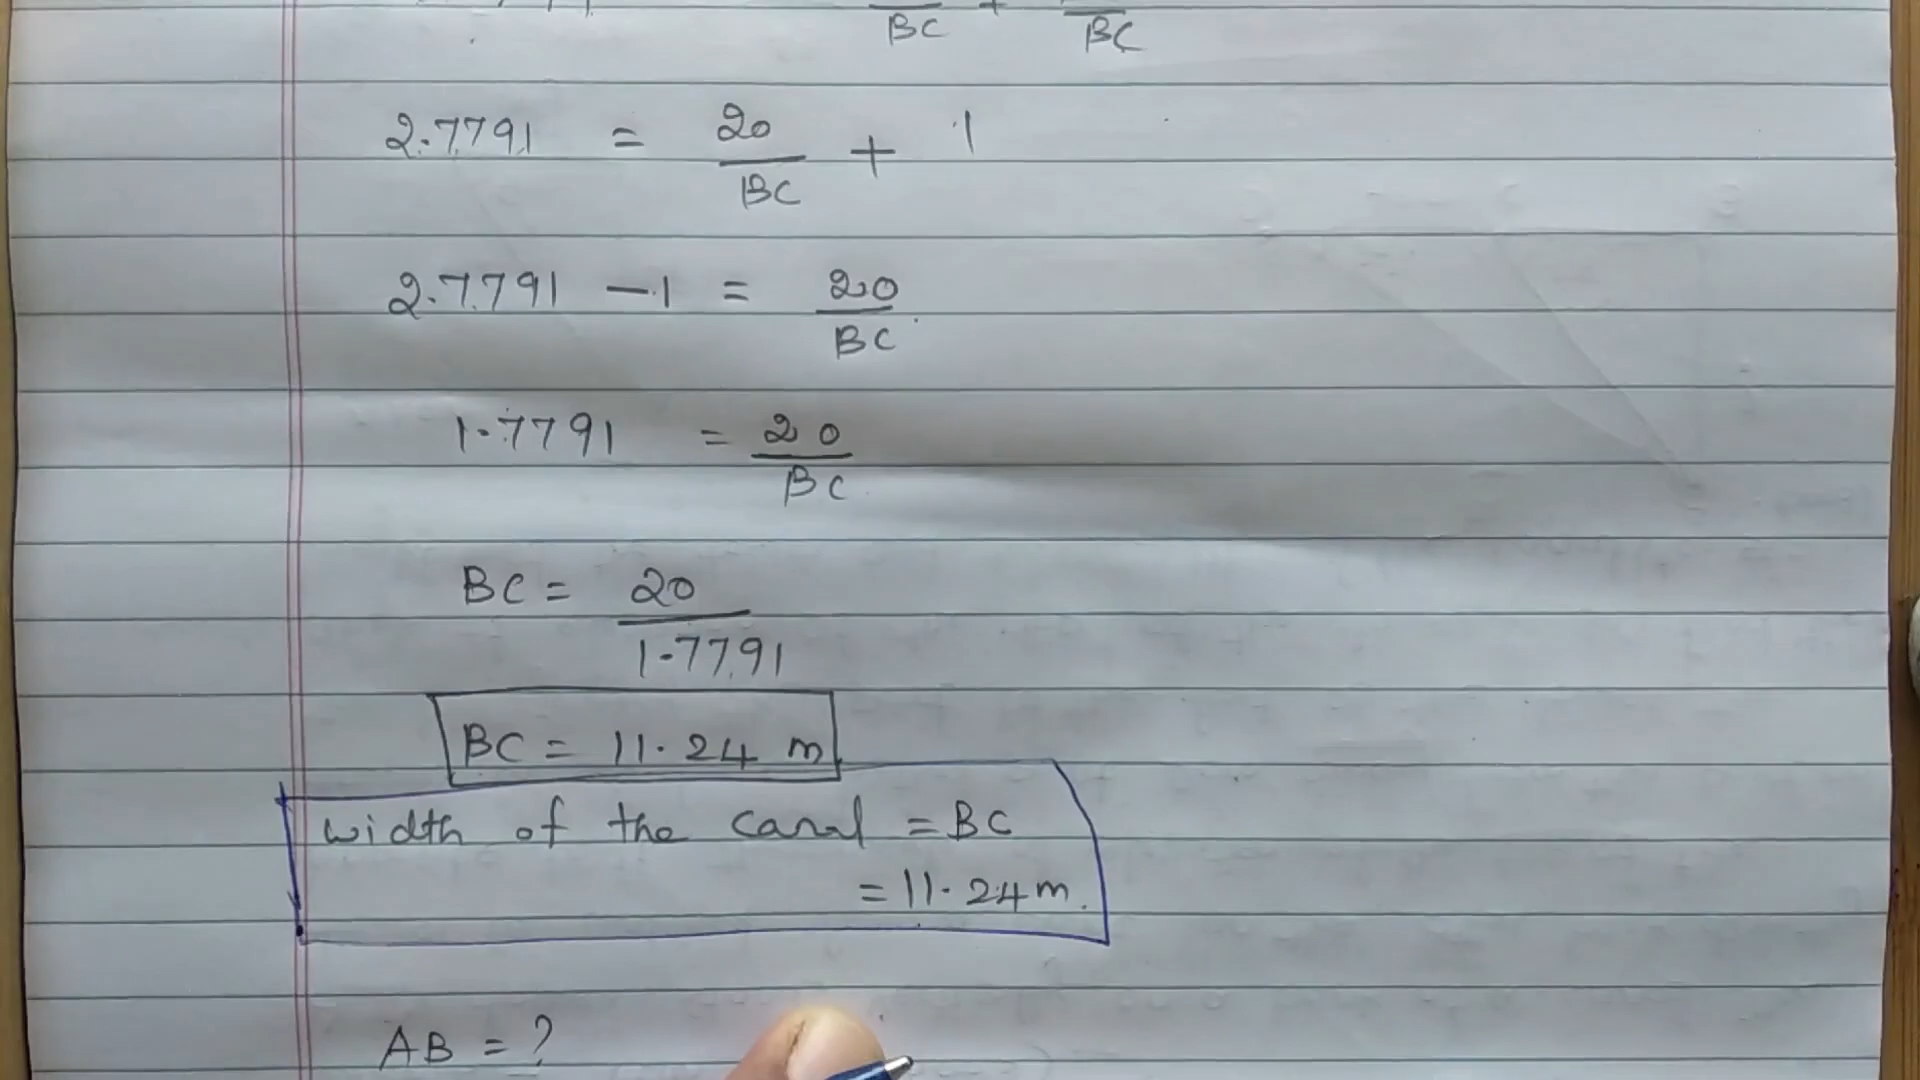 BC + BC
2.7791 = 20/BC + 1
2.7791 - 1 = 20/BC
1.7791 = 20/BC
BC = 20/1.7791
BC = 11.24 m
width of the canal = BC
= 11.24m.
AB = ?